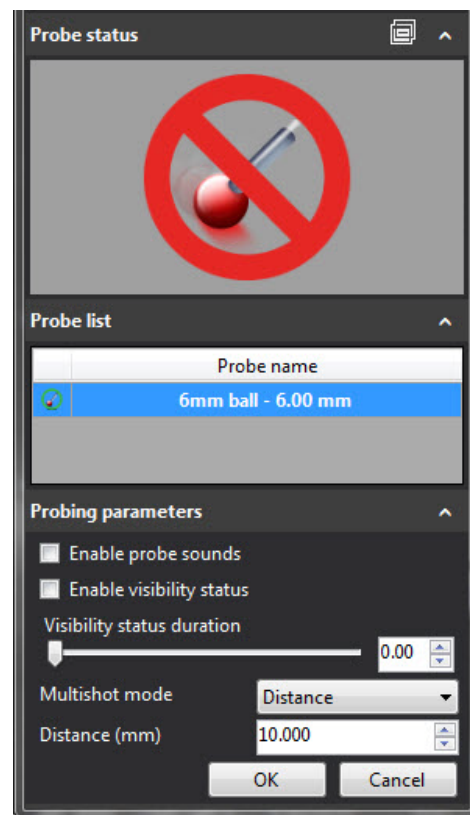 Probe status
Probe list
Probe name
6mm ball - 6.00 mm
Probing parameters
Enable probe sounds
Enable visibility status
Visibility status duration
0.00
Multishot mode Distance
Distance (mm) 10.000
OK Cancel